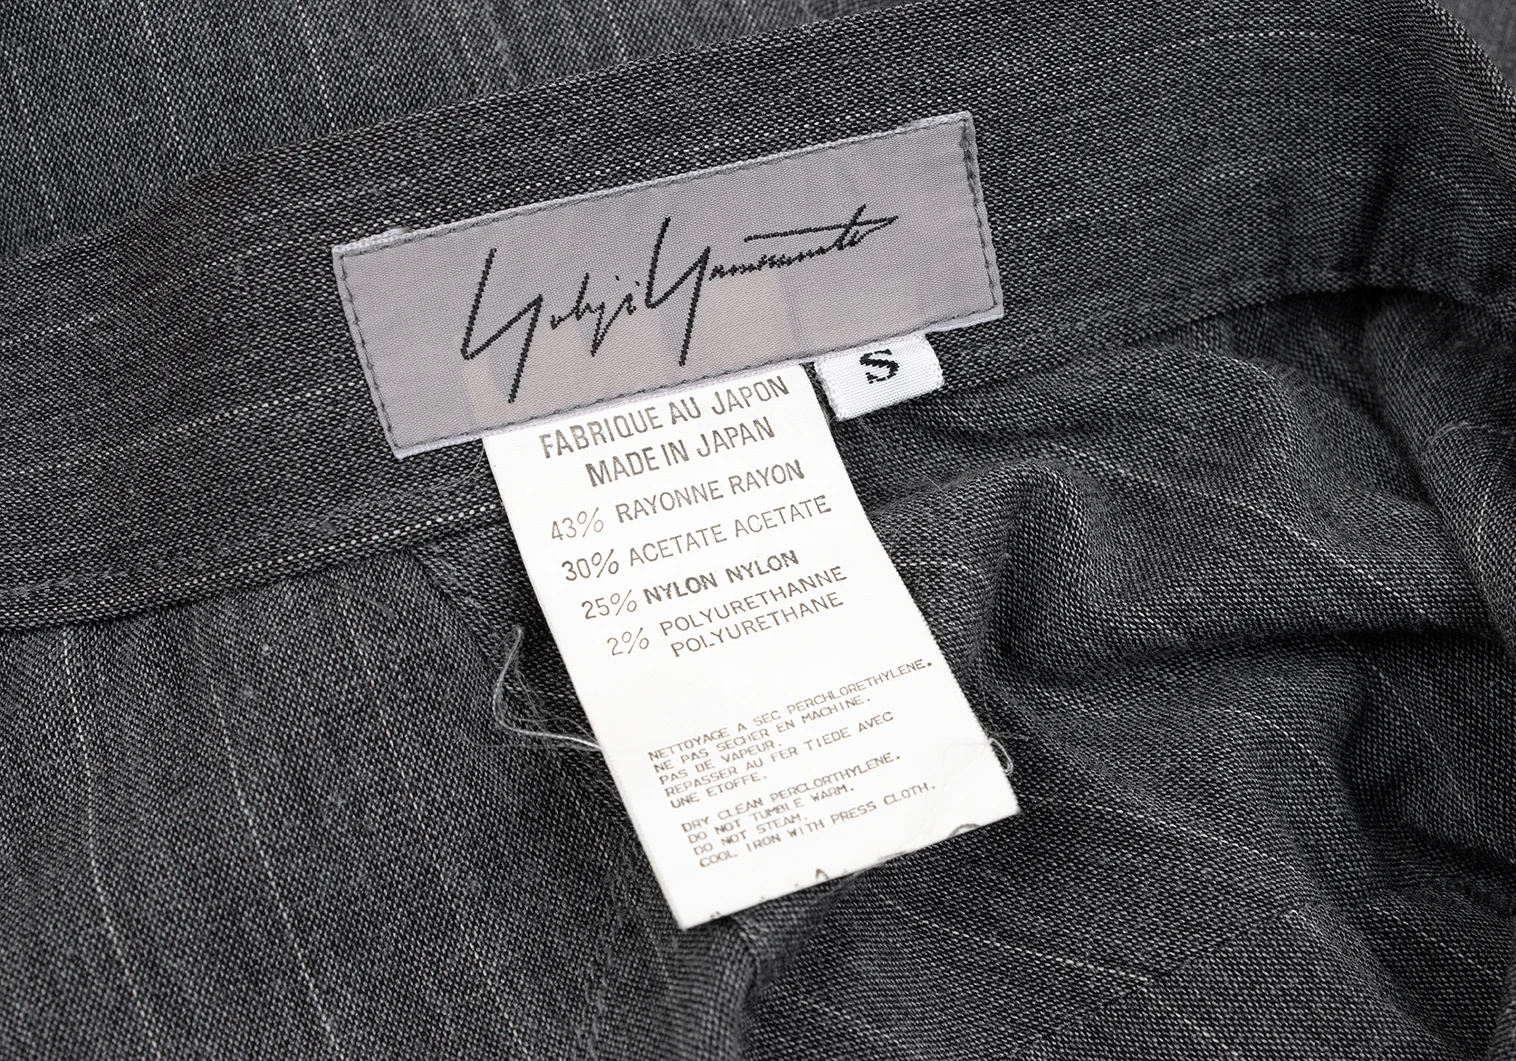 Yohji Yamamoto
S
FABRIQUE AU JAPON
MADE IN JAPAN
43% RAYONNE RAYON
30% ACETATE ACETATE
25% NYLON NYLON
2% POLYURETHANNE
POLYURETHANE
NETTOYAGE A SEC PERCHLORETHYLENE.
NE PAS SECHER EN MACHINE.
PAS DE VAPEUR.
REPASSER AU FER TIEDE AVEC
UNE ETOFFE.
DRY CLEAN PERCLORTHYLENE.
DO NOT TUMBLE WARM.
DO NOT STEAM.
COOL IRON WITH PRESS CLOTH.